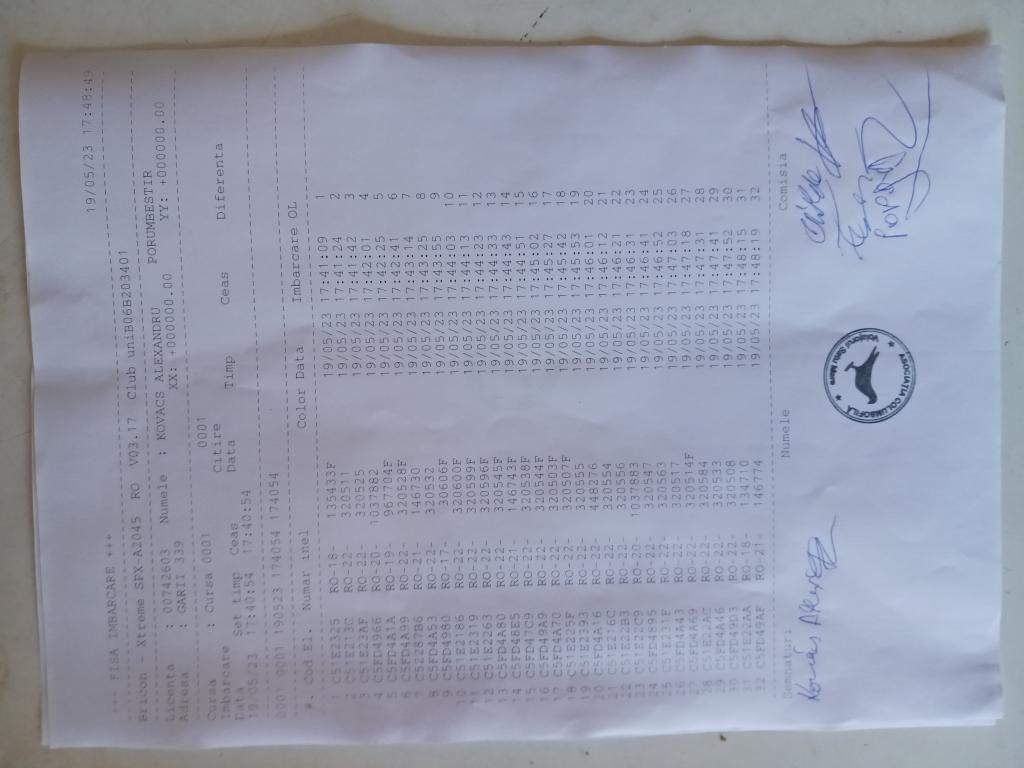 *** FISA IMBARCARE *** 19/05/23 17:48:49
Bricon - Xtreme SPX-A2045 RO V03.17 Club uniB06B203401
Licenta : 00742603 Numele : KOVACS ALEXANDRU PORUMBESTIR
Adresa : GARII 339 XX: +000000.00 YY: +000000.00
Cursa : Cursa 0001 0001
Imbarcare Citire
Data Set timp Ceas Data Timp Ceas Diferenta
19/05/23 17:40:54 17:40:54
0001 0001 190523 174054 174054
#. Cod El. Numar inel Color Data Imbarcare OL
1 C51E2325 RO-18- 135433F 19/05/23 17:41:09 1
2 C51E213C RO-22- 320511 19/05/23 17:41:24 2
3 C51E23AF RO-22- 320525 19/05/23 17:41:42 3
4 C5FD4966 RO-20- 1037882 19/05/23 17:42:01 4
5 C5FD4A1A RO-19- 967704F 19/05/23 17:42:25 5
6 C5FD4A99 RO-22- 320528F 19/05/23 17:42:41 6
7 C52387B6 RO-21- 146730 19/05/23 17:43:14 7
8 C5FD4A53 RO-22- 320532 19/05/23 17:43:25 8
9 C5FD4980 RO-17- 30606F 19/05/23 17:43:55 9
10 C51E2186 RO-22- 320600F 19/05/23 17:44:03 10
11 C51E2319 RO-22- 320599F 19/05/23 17:44:13 11
12 C51E2263 RO-22- 320596F 19/05/23 17:44:23 12
13 C5FD4A80 RO-22- 320545F 19/05/23 17:44:33 13
14 C5FD48E5 RO-21- 146743F 19/05/23 17:44:43 14
15 C5FD47C9 RO-22- 320538F 19/05/23 17:44:51 15
16 C5FD49A9 RO-22- 320544F 19/05/23 17:45:02 16
17 C5FD4A70 RO-22- 320503F 19/05/23 17:45:27 17
18 C51E225F RO-22- 320507F 19/05/23 17:45:42 18
19 C51E2393 RO-22- 320555 19/05/23 17:45:53 19
20 C5FD4A16 RO-20- 448276 19/05/23 17:46:01 20
21 C51E216C RO-22- 320554 19/05/23 17:46:12 21
22 C51E22B3 RO-22- 320556 19/05/23 17:46:21 22
23 C51E22C9 RO-20- 1037883 19/05/23 17:46:31 23
24 C5FD4895 RO-22- 320547 19/05/23 17:46:41 24
25 C51E231F RO-22- 320563 19/05/23 17:46:52 25
26 C5FD4A43 RO-22- 320517 19/05/23 17:47:03 26
27 C5FD4A69 RO-22- 320514F 19/05/23 17:47:18 27
28 C51E21AC RO-22- 320584 19/05/23 17:47:31 28
29 C5FD4A46 RO-22- 320533 19/05/23 17:47:41 29
30 C5FD49D3 RO-22- 320508 19/05/23 17:47:52 30
31 C51E22AA RO-18- 134710 19/05/23 17:48:15 31
32 C5FD49AF RO-21- 146774 19/05/23 17:48:19 32
Semnaturi Numele Comisia
ASOCIATIA COLUMBOFILA
Voiajorul Satu Mare